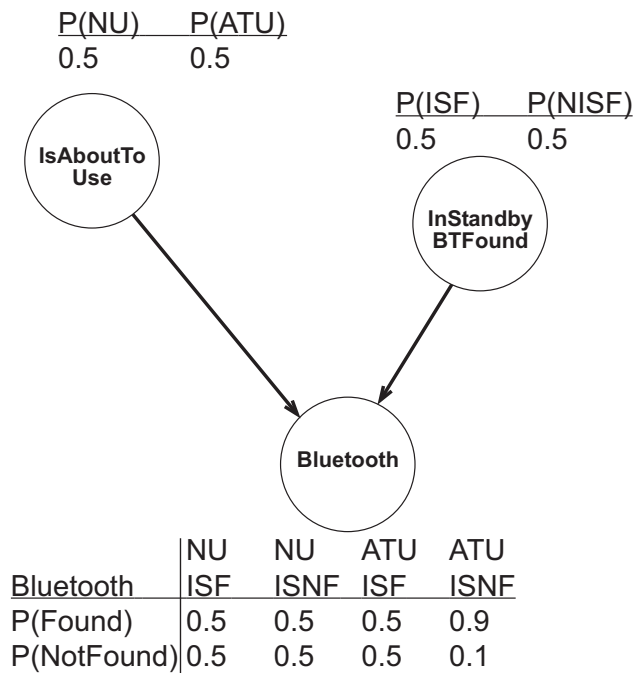 P(NU) P(ATU)
0.5 0.5
IsAboutTo
Use
P(ISF) P(NISF)
0.5 0.5
InStandby
BTFound
Bluetooth
NU NU ATU ATU
Bluetooth ISF ISNF ISF ISNF
P(Found) 0.5 0.5 0.5 0.9
P(NotFound) 0.5 0.5 0.5 0.1